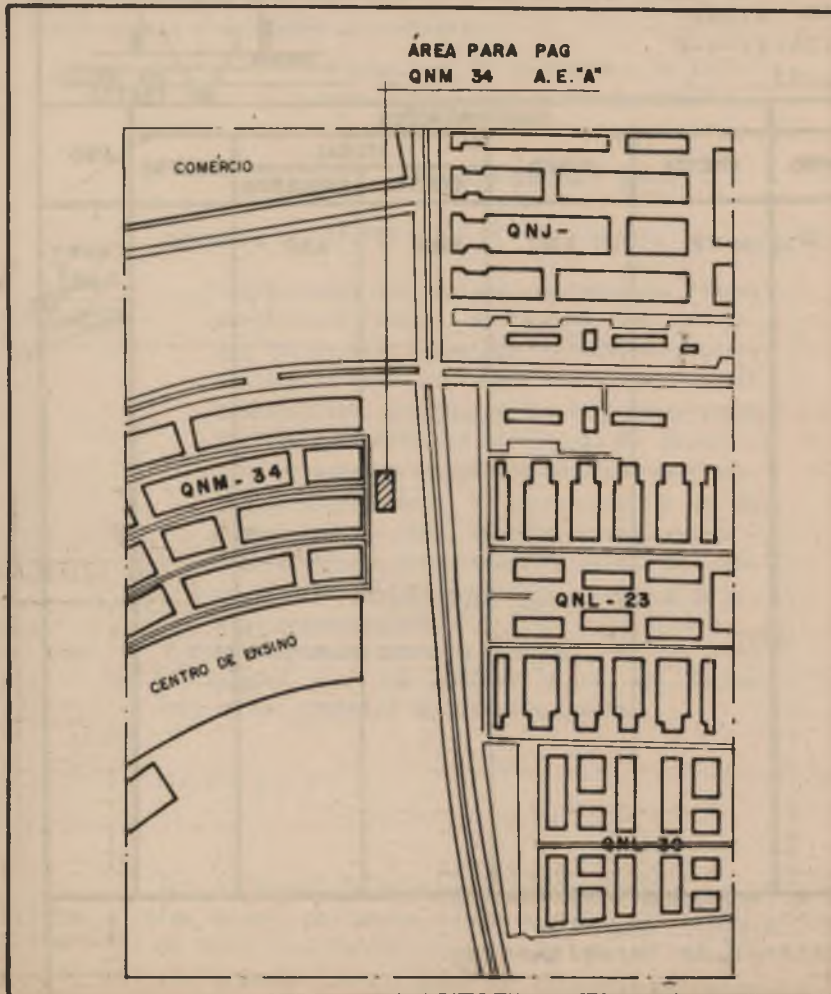 ÁREA PARA PAG
QNM 34 A.E."A"
COMÉRCIO
QNJ-
QNM-34
QNL-23
CENTRO DE ENSINO
QNL-30